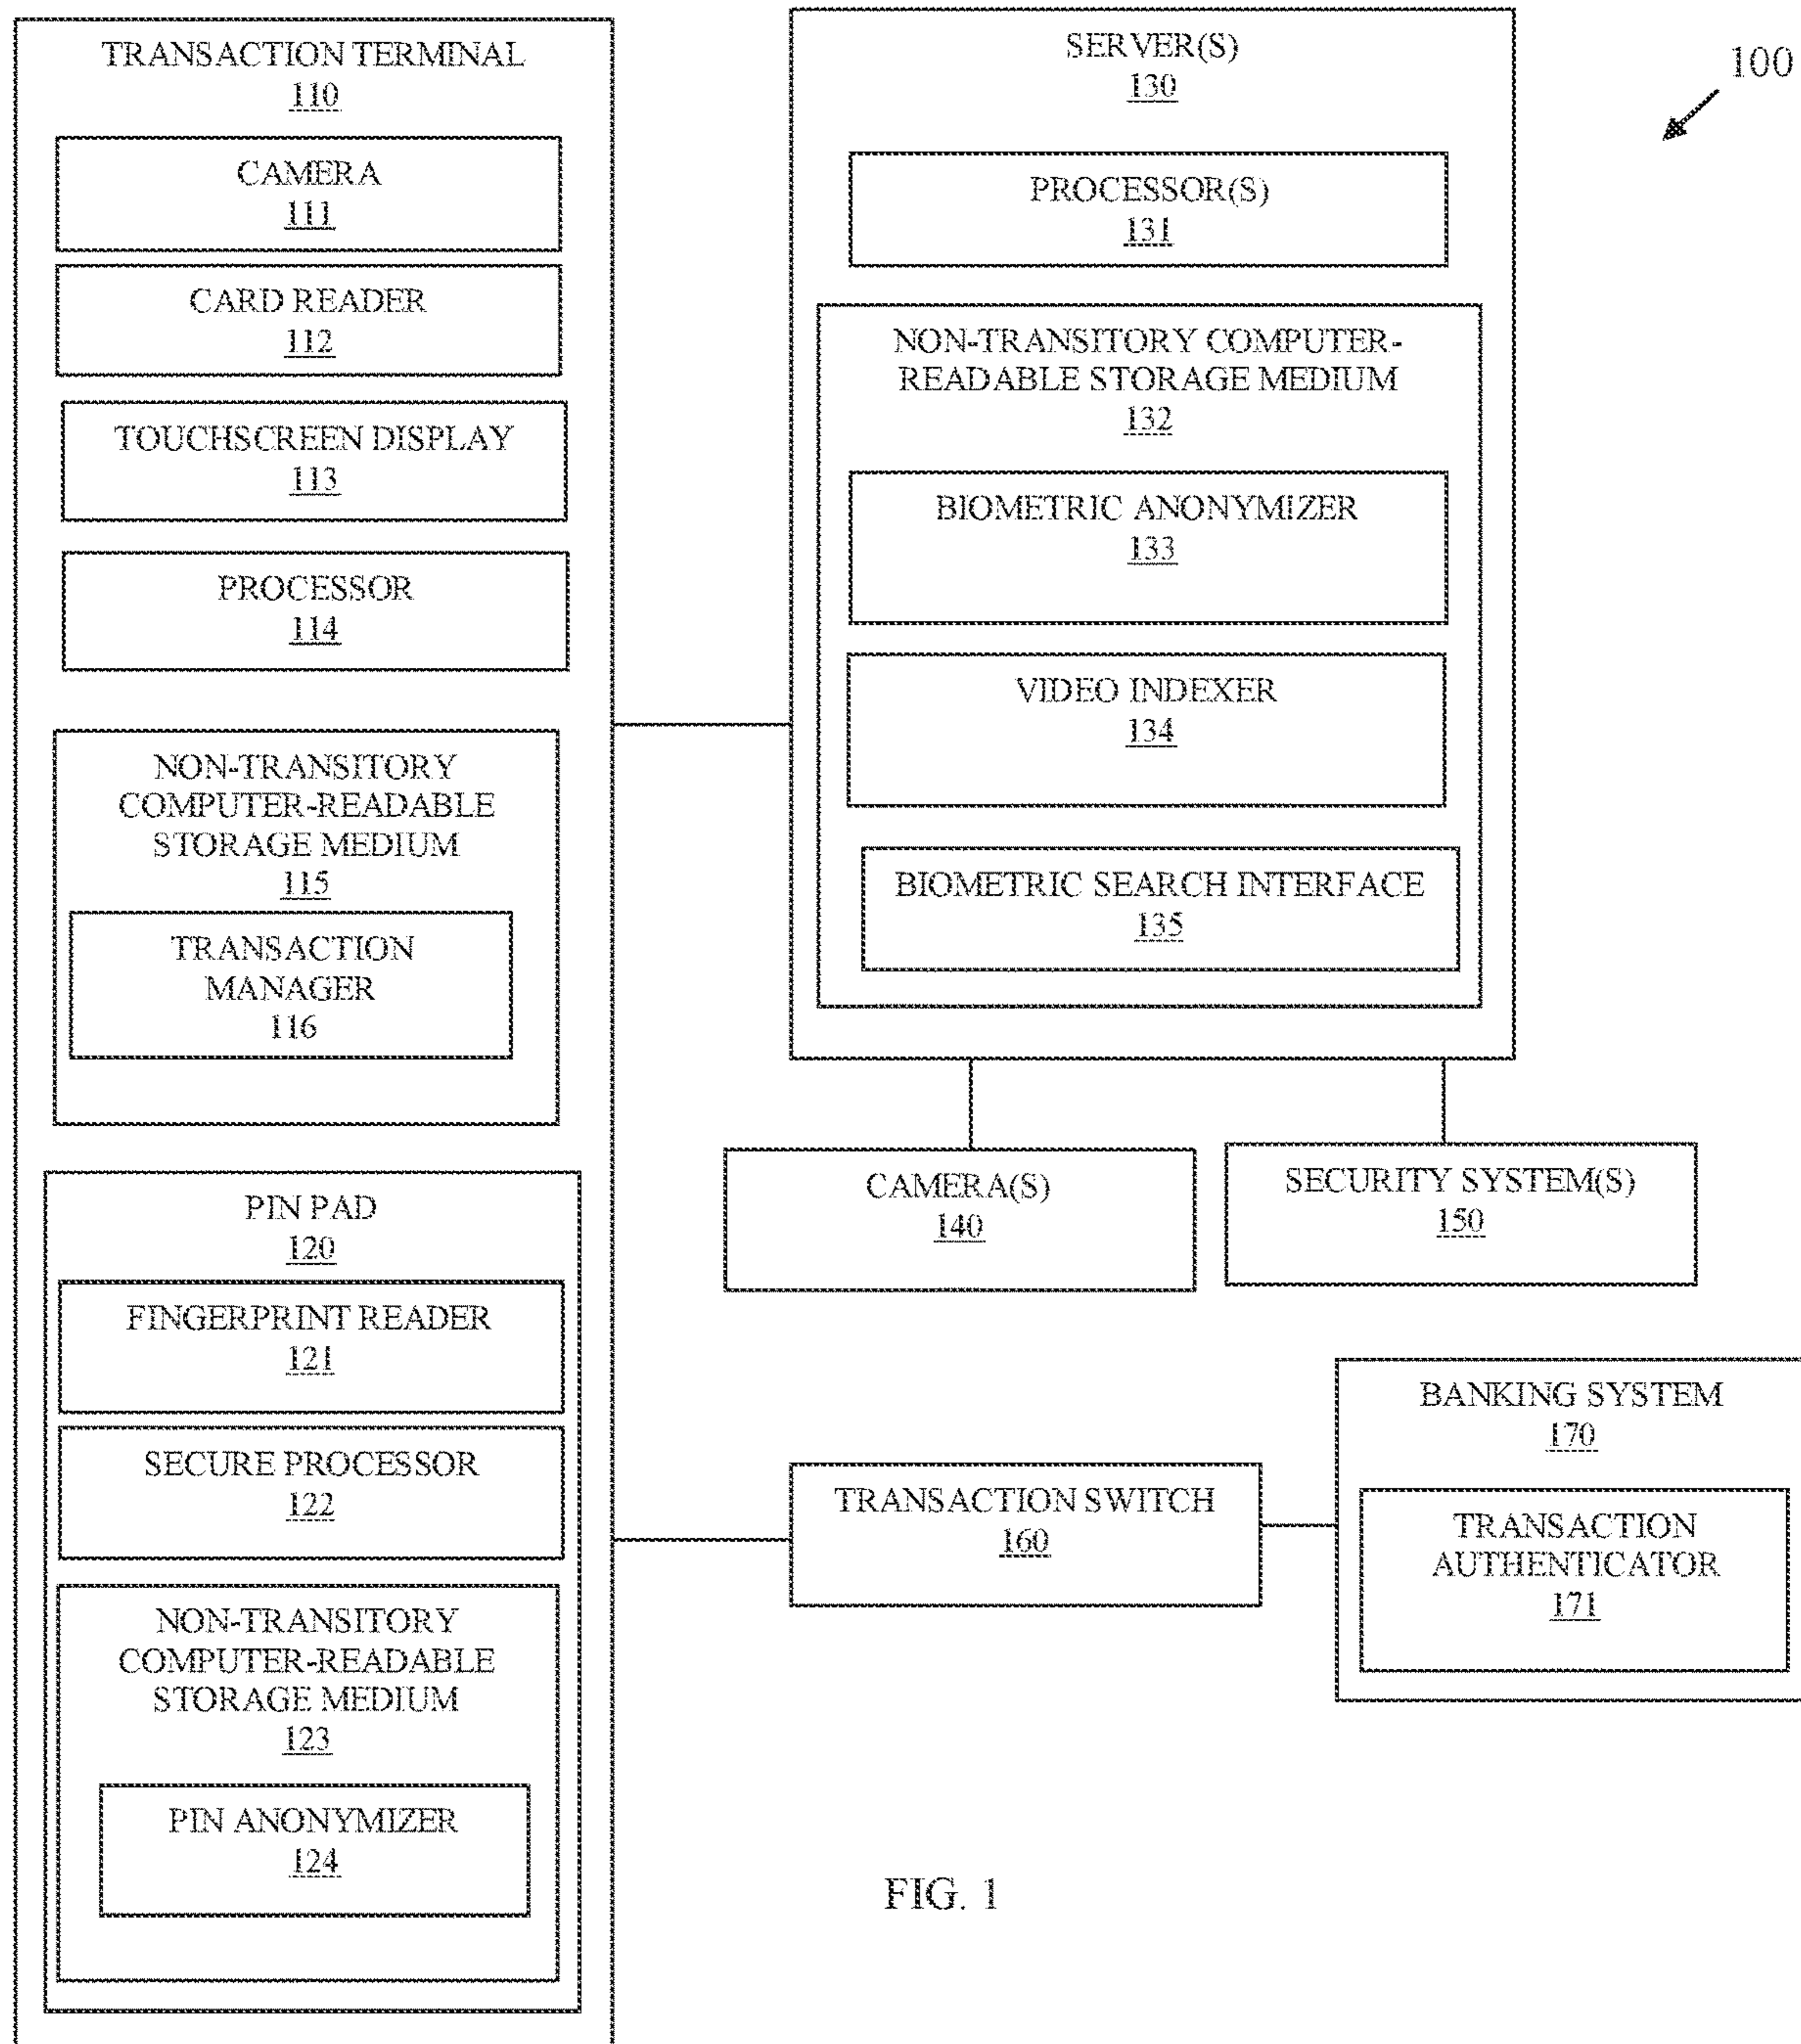 TRANSACTION TERMINAL
110
CAMERA
111
CARD READER
112
TOUCHSCREEN DISPLAY
113
PROCESSOR
114
NON-TRANSITORY
COMPUTER-READABLE
STORAGE MEDIUM
115
TRANSACTION
MANAGER
116
PIN PAD
120
FINGERPRINT READER
121
SECURE PROCESSOR
122
NON-TRANSITORY
COMPUTER-READABLE
STORAGE MEDIUM
123
PIN ANONYMIZER
124
SERVER(S)
130
PROCESSOR(S)
131
NON-TRANSITORY COMPUTER-
READABLE STORAGE MEDIUM
132
BIOMETRIC ANONYMIZER
133
VIDEO INDEXER
134
BIOMETRIC SEARCH INTERFACE
135
100
CAMERA(S)
140
SECURITY SYSTEM(S)
150
TRANSACTION SWITCH
160
BANKING SYSTEM
170
TRANSACTION
AUTHENTICATOR
171
FIG. 1